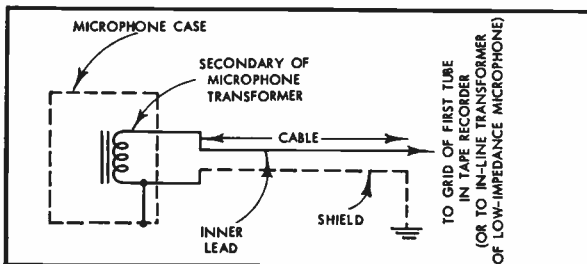 MICROPHONE CASE
SECONDARY OF
MICROPHONE
TRANSFORMER
CABLE
INNER
LEAD
SHIELD
TO GRID OF FIRST TUBE
IN TAPE RECORDER
(OR TO IN-LINE TRANSFORMER
OF LOW-IMPEDANCE MICROPHONE)